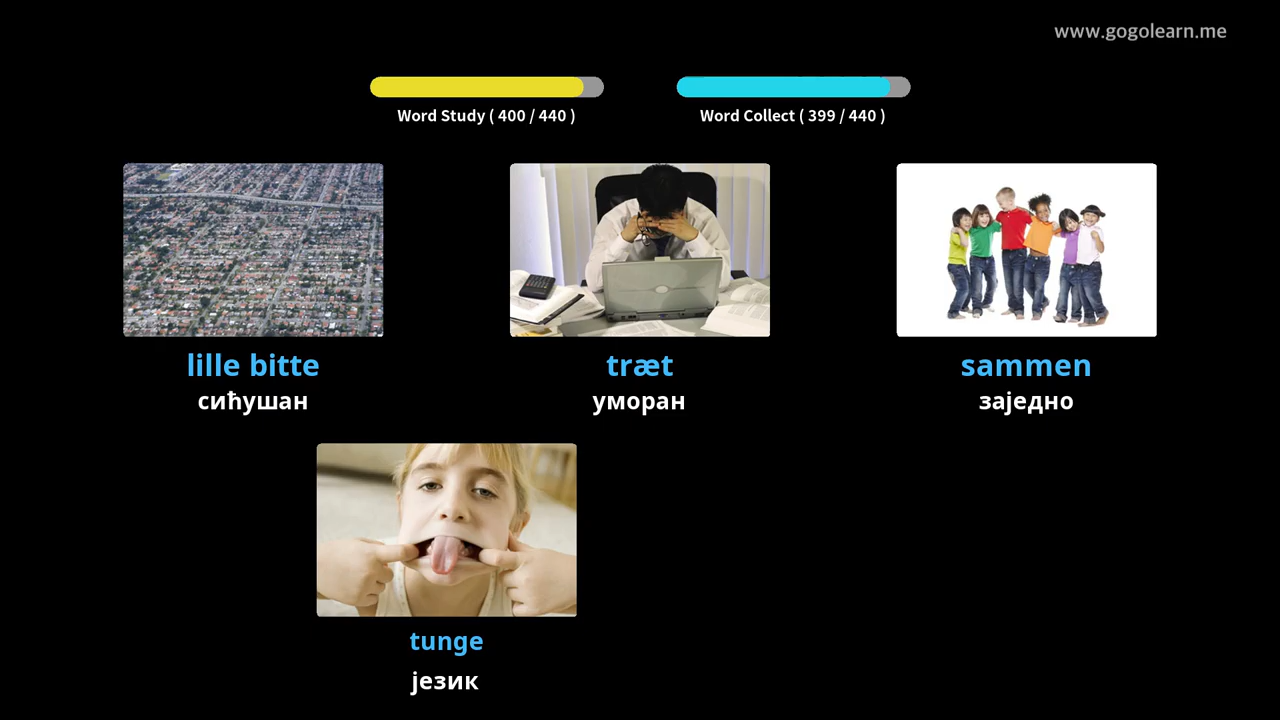 www.gogolearn.me
Word Study ( 400 / 440 )
Word Collect ( 399 / 440 )
lille bitte
træt
sammen
сићушан
уморан
заједно
tunge
језик